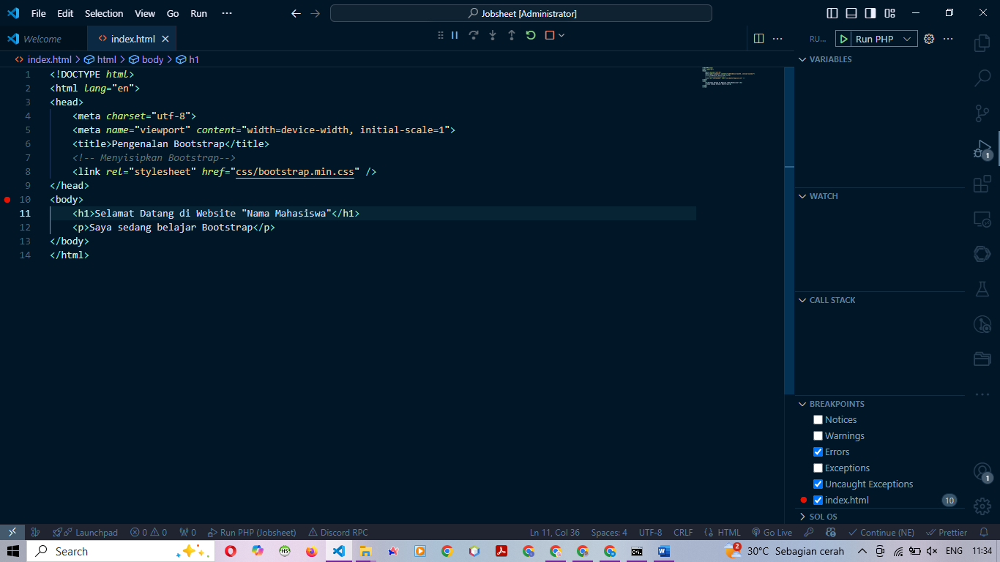 File Edit Selection View Go Run ··· Jobsheet [Administrator]
Welcome index.html RU... Run PHP
index.html > html > body > h1
1 <!DOCTYPE html>
2 <html lang="en">
3 <head>
4 <meta charset="utf-8">
5 <meta name="viewport" content="width=device-width, initial-scale=1">
6 <title>Pengenalan Bootstrap</title>
7 <!-- Menyisipkan Bootstrap-->
8 <link rel="stylesheet" href="css/bootstrap.min.css" />
9 </head>
10 <body>
11 <h1>Selamat Datang di Website "Nama Mahasiswa"</h1>
12 <p>Saya sedang belajar Bootstrap</p>
13 </body>
14 </html>
VARIABLES
WATCH
CALL STACK
BREAKPOINTS
Notices
Warnings
Errors
Exceptions
Uncaught Exceptions
index.html 10
SOL OS
1
1
Launchpad 0 0 0 Run PHP (Jobsheet) Discord RPC Ln 11, Col 36 Spaces: 4 UTF-8 CRLF HTML Go Live Continue (NE) Prettier
Search HS 2 30°C Sebagian cerah ENG 11:34